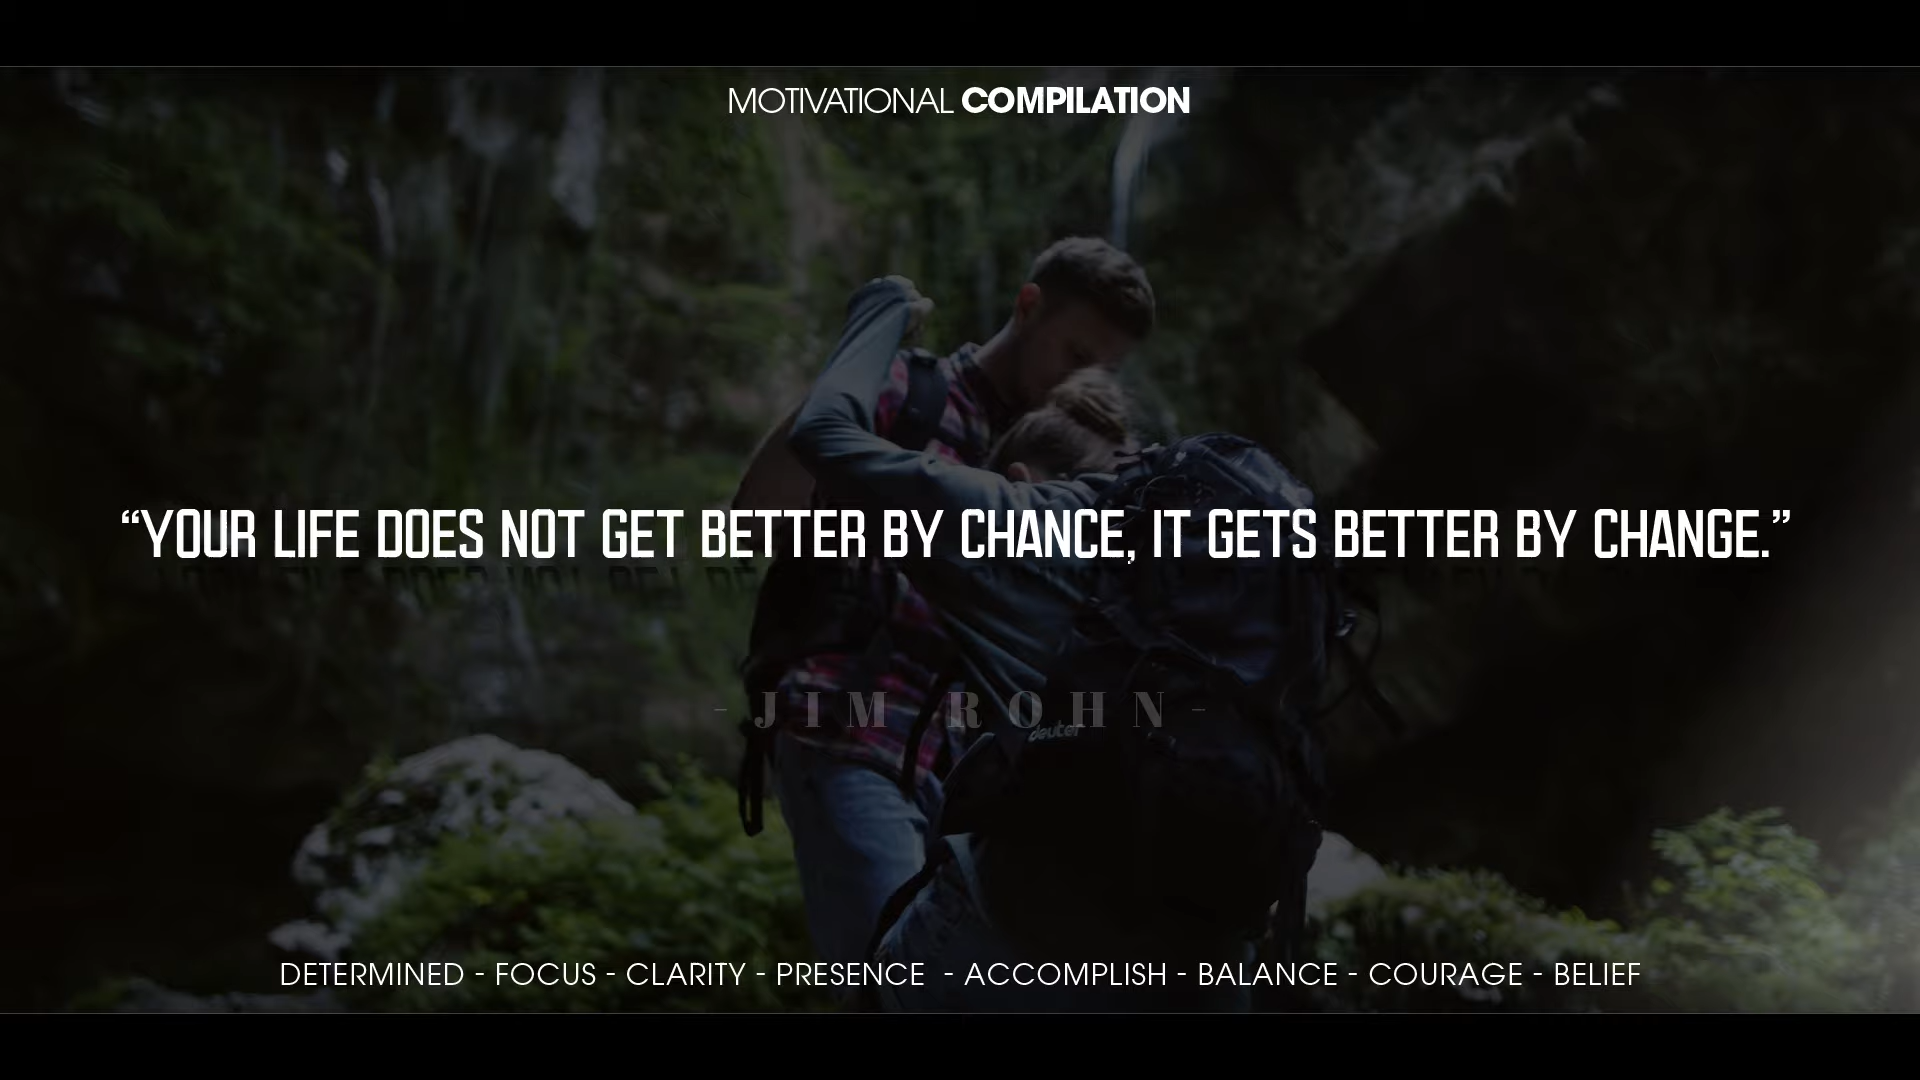 MOTIVATIONAL COMPILATION
“YOUR LIFE DOES NOT GET BETTER BY CHANCE, IT GETS BETTER BY CHANGE.”
- JIM ROHN -
deuter
DETERMINED - FOCUS - CLARITY - PRESENCE - ACCOMPLISH - BALANCE - COURAGE - BELIEF